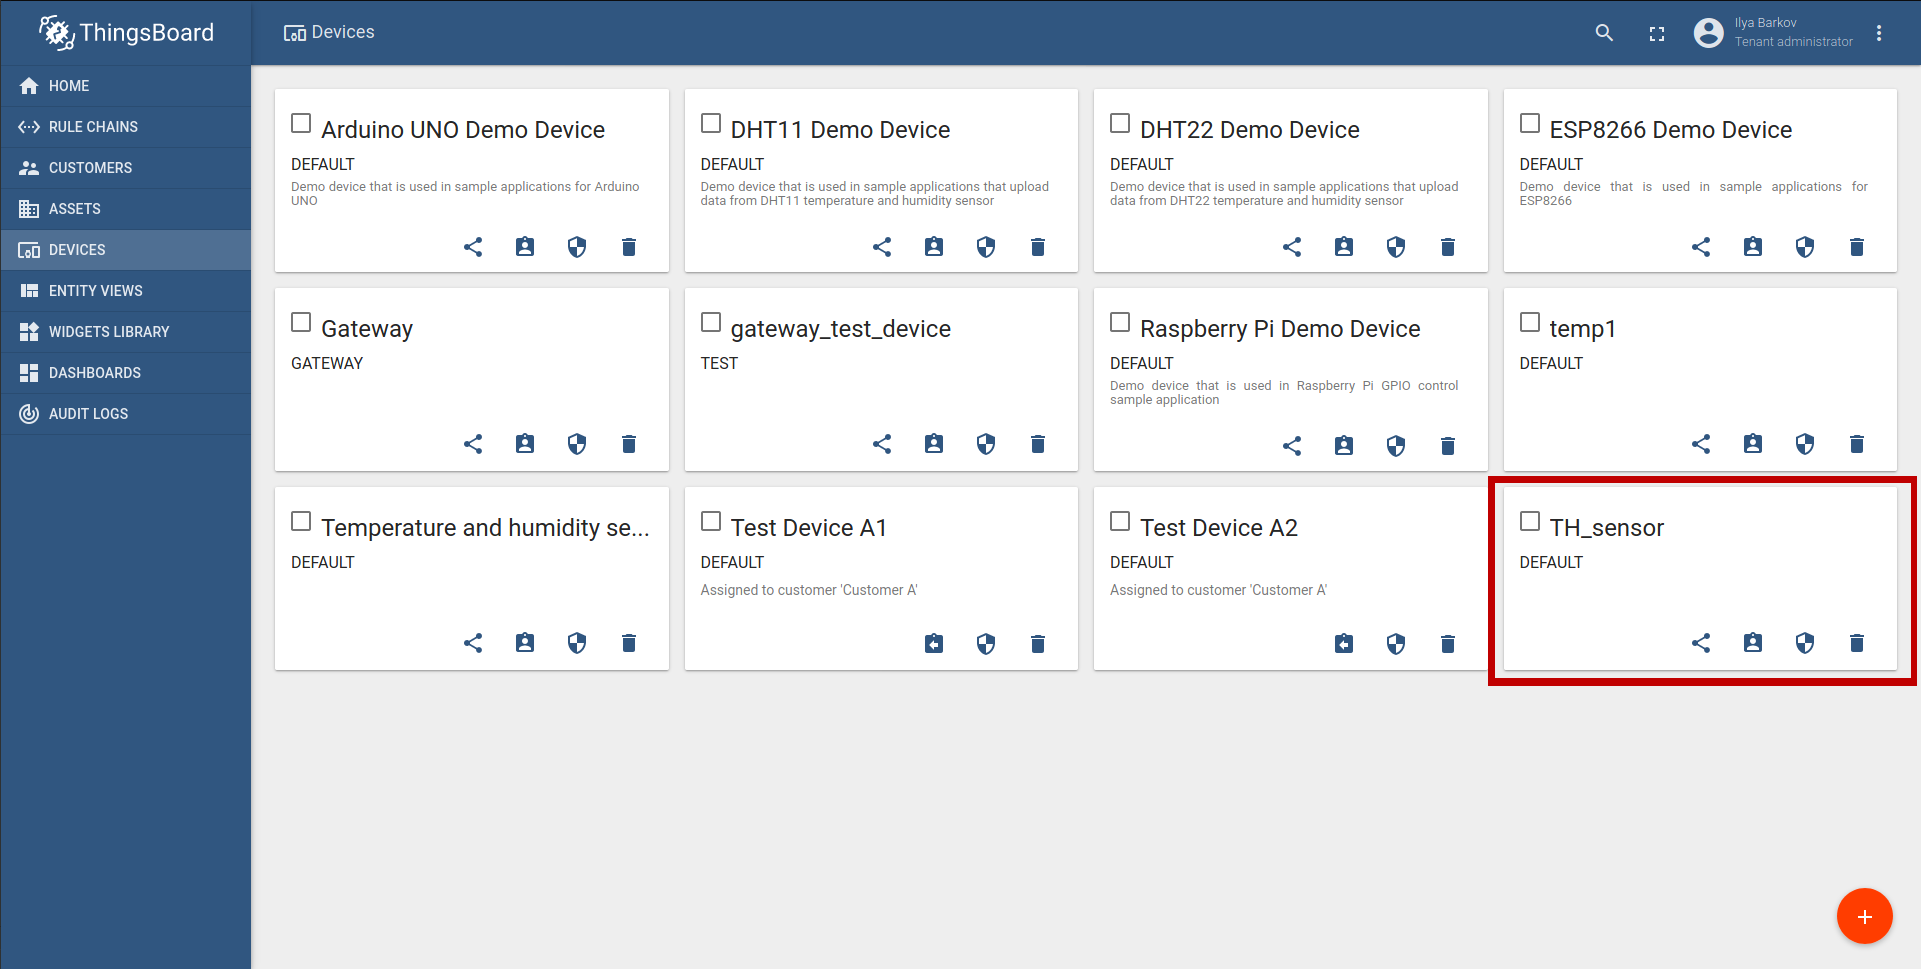 ThingsBoard
Devices
Ilya Barkov
Tenant administrator
HOME
RULE CHAINS
CUSTOMERS
ASSETS
DEVICES
ENTITY VIEWS
WIDGETS LIBRARY
DASHBOARDS
AUDIT LOGS
Arduino UNO Demo Device
DEFAULT
Demo device that is used in sample applications for Arduino
UNO
DHT11 Demo Device
DEFAULT
Demo device that is used in sample applications that upload
data from DHT11 temperature and humidity sensor
DHT22 Demo Device
DEFAULT
Demo device that is used in sample applications that upload
data from DHT22 temperature and humidity sensor
ESP8266 Demo Device
DEFAULT
Demo device that is used in sample applications for
ESP8266
Gateway
GATEWAY
gateway_test_device
TEST
Raspberry Pi Demo Device
DEFAULT
Demo device that is used in Raspberry Pi GPIO control
sample application
temp1
DEFAULT
Temperature and humidity se...
DEFAULT
Test Device A1
DEFAULT
Assigned to customer 'Customer A'
Test Device A2
DEFAULT
Assigned to customer 'Customer A'
TH_sensor
DEFAULT